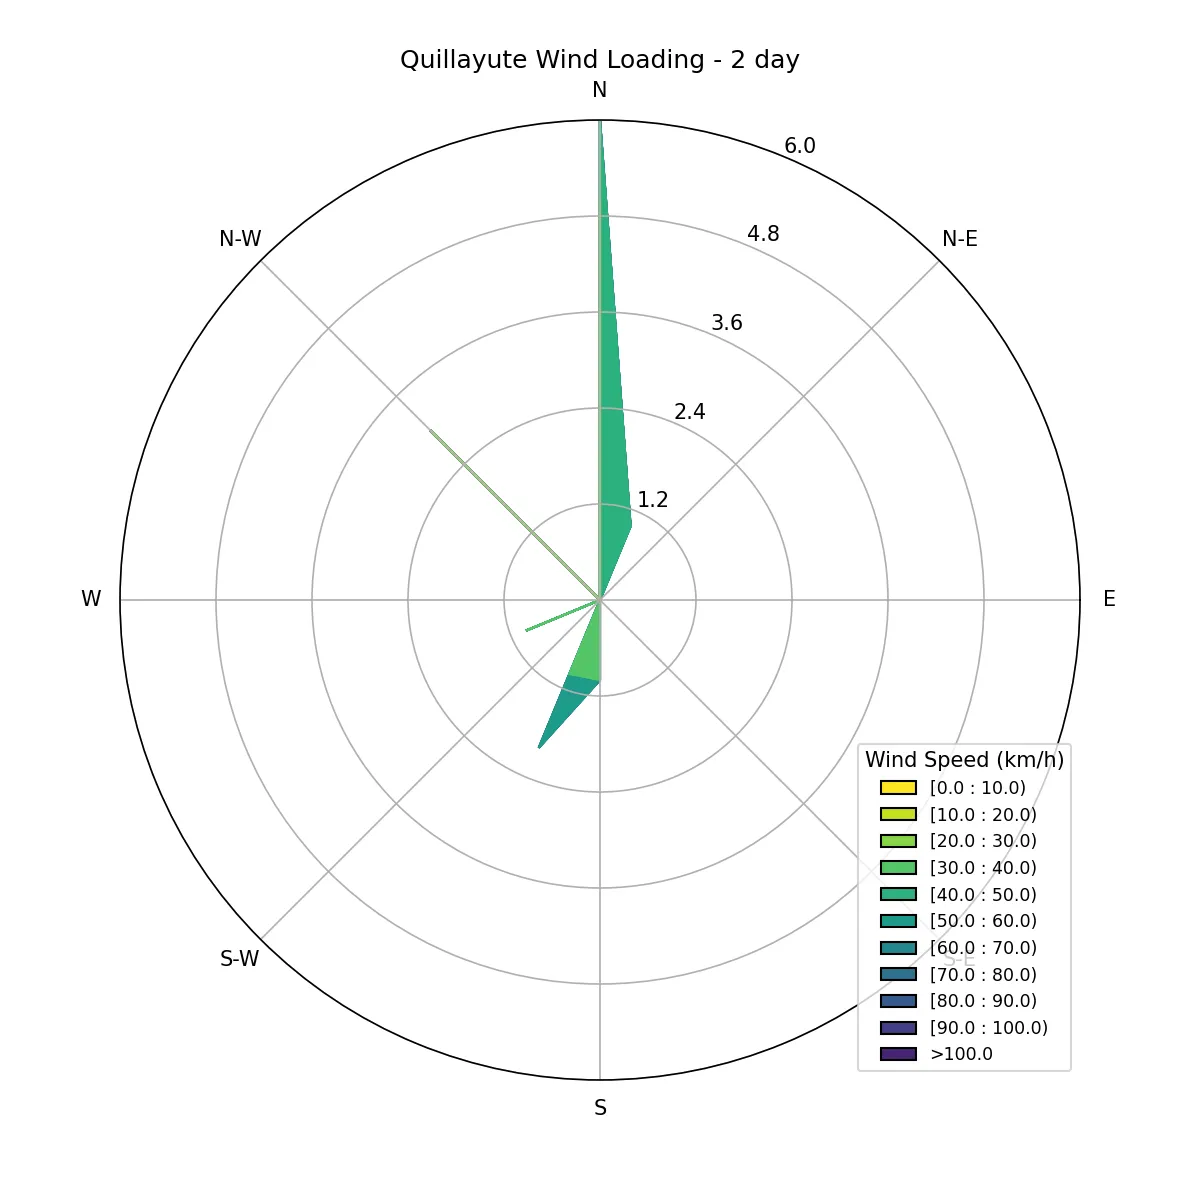 Quillayute Wind Loading - 2 day
N
6.0
N-W
N-E
4.8
3.6
2.4
1.2
W
E
Wind Speed (km/h)
[0.0 : 10.0)
[10.0 : 20.0)
[20.0 : 30.0)
[30.0 : 40.0)
[40.0 : 50.0)
[50.0 : 60.0)
[60.0 : 70.0)
[70.0 : 80.0)
[80.0 : 90.0)
[90.0 : 100.0)
>100.0
S-W
S-E
S